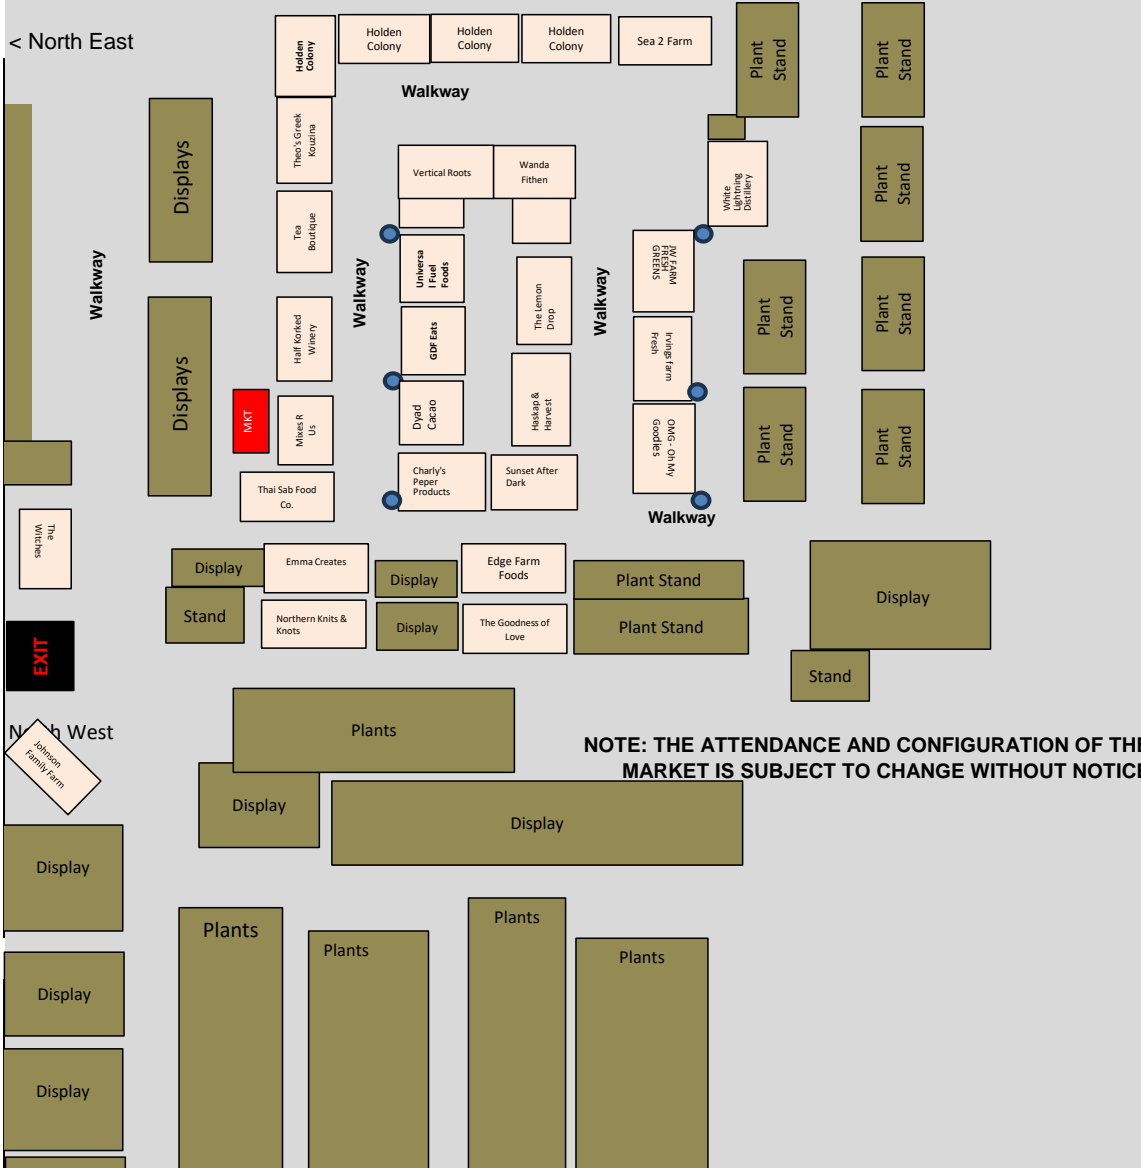 < North East
Holden
Colony
Holden
Colony
Holden
Colony
Holden
Colony
Sea 2 Farm
Plant
Stand
Plant
Stand
Walkway
Displays
Theo's Greek
Kouzina
Vertical Roots
Wanda
Fithen
White
Lightning
Distillery
Plant
Stand
Tea
Boutique
Walkway
Walkway
Universa
l Fuel
Foods
The Lemon
Drop
Walkway
JW FARM
FRESH
GREENS
Plant
Stand
Plant
Stand
Displays
Half Korked
Winery
GDF Eats
Irvings farm
Fresh
MKT
Mixes R
Us
Dyad
Cacao
Haskap &
Harvest
OMG - Oh My
Goodies
Plant
Stand
Plant
Stand
Thai Sab Food
Co.
Charly's
Peper
Products
Sunset After
Dark
Walkway
The
Witches
Display
Emma Creates
Display
Edge Farm
Foods
Plant Stand
Display
Stand
Northern Knits &
Knots
Display
The Goodness of
Love
Plant Stand
EXIT
Stand
North West
Johnson
Family Farm
Plants
NOTE: THE ATTENDANCE AND CONFIGURATION OF THE
MARKET IS SUBJECT TO CHANGE WITHOUT NOTICE
Display
Display
Display
Plants
Plants
Plants
Plants
Display
Display